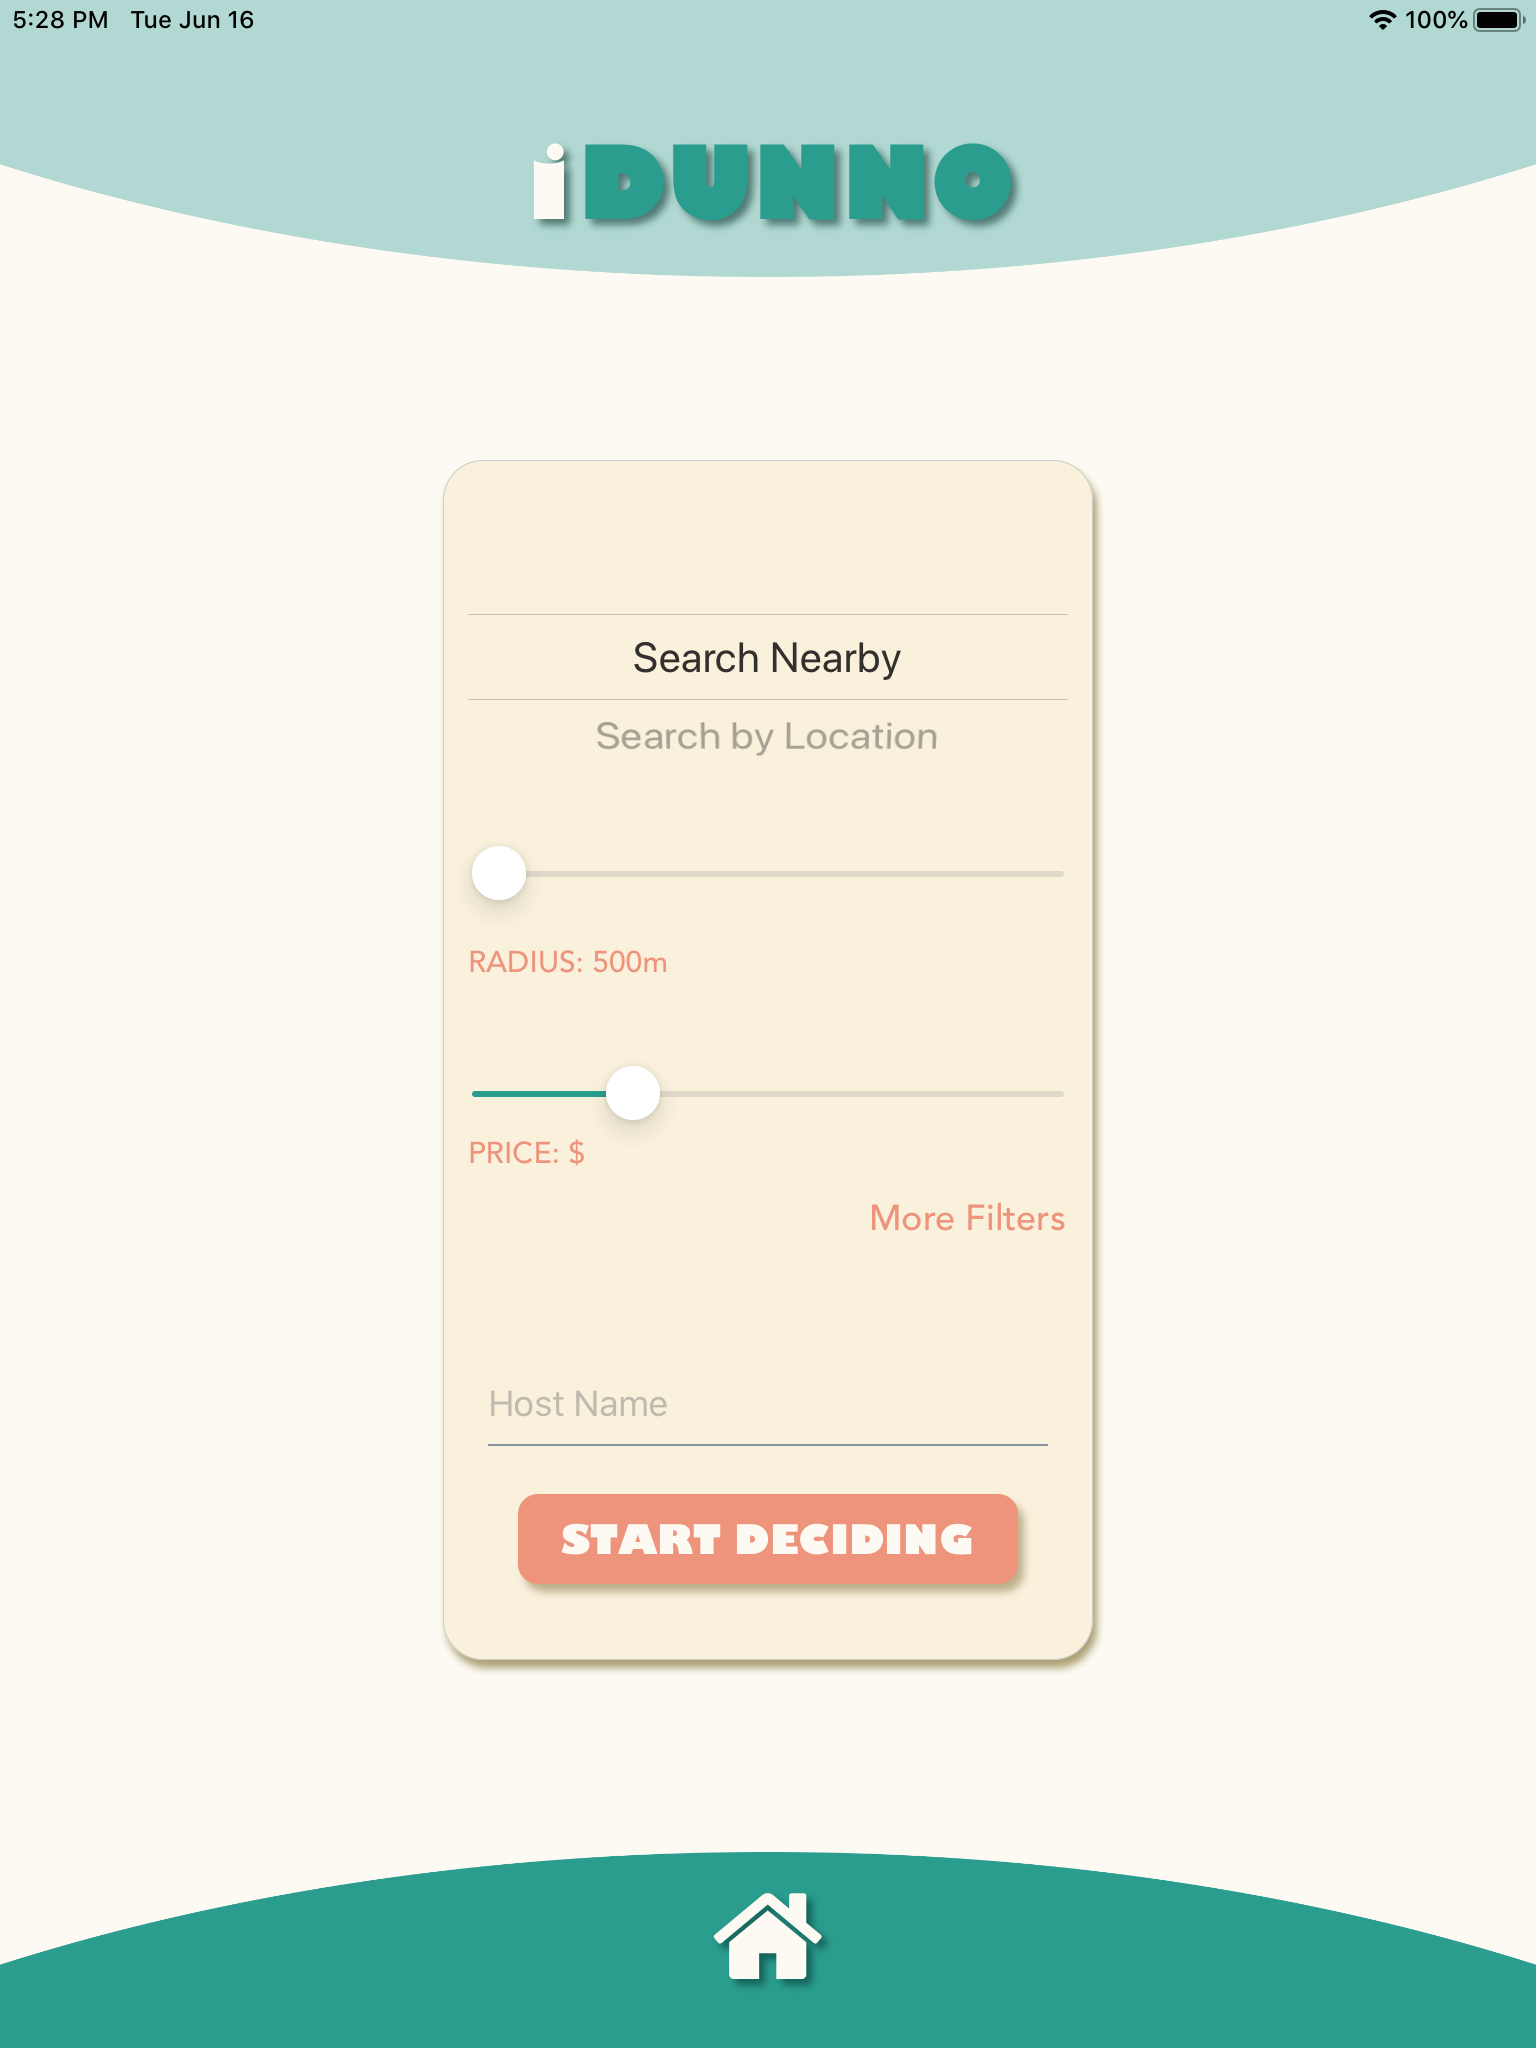 5:28 PM Tue Jun 16 100%
i DUNNO
Search Nearby
Search by Location
RADIUS: 500m
PRICE: $
More Filters
Host Name
START DECIDING